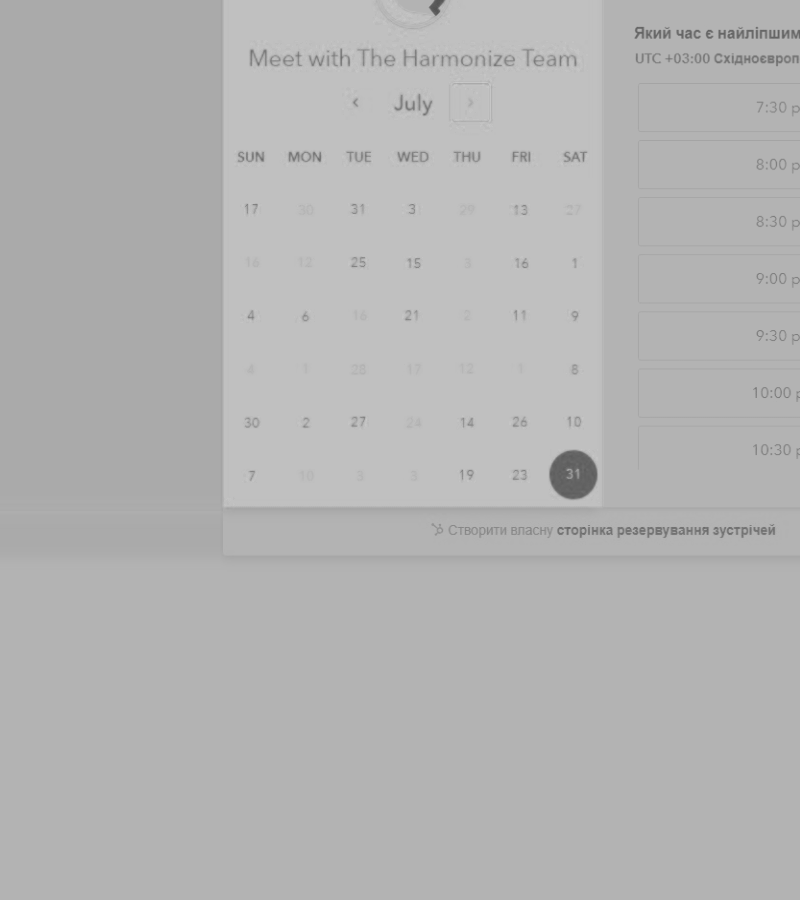 Meet with The Harmonize Team
‹ July ›
SUN MON TUE WED THU FRI SAT
17 30 31 3 29 13 27
16 12 25 15 3 16 1
4 6 16 21 2 11 9
4 1 28 17 12 1 8
30 2 27 24 14 26 10
7 10 19 23 31
Який час є найліпшим
UTC +03:00 Східноєвроп
7:30 p
8:00 p
8:30 p
9:00 p
9:30 p
10:00 p
10:30 p
Створити власну сторінка резервування зустрічей